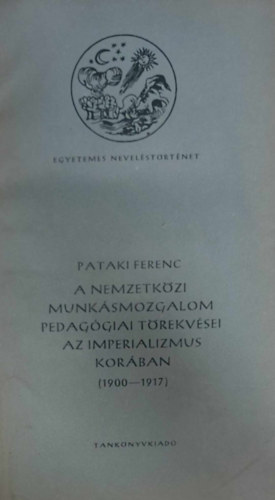 EGYETEMES NEVELÉSTÖRTÉNET
PATAKI FERENC
A NEMZETKÖZI
MUNKÁSMOZGALOM
PEDAGÓGIAI TÖREKVÉSEI
AZ IMPERIALIZMUS
KORÁBAN
(1900—1917)
TANKÖNYVKIADÓ